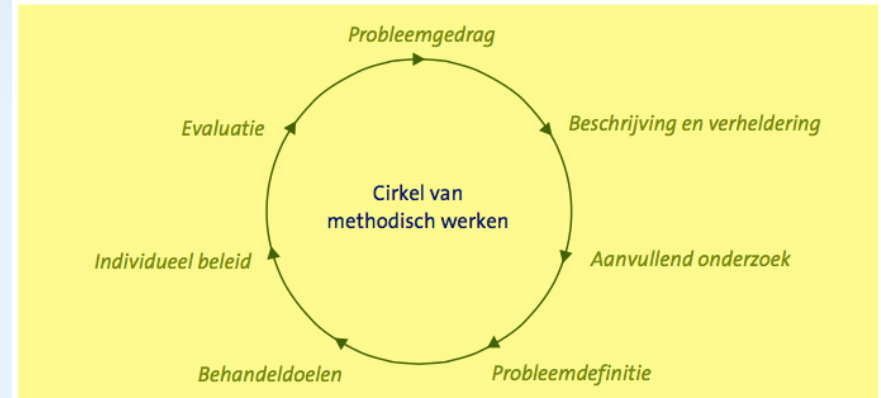 Probleemgedrag
Beschrijving en verheldering
Aanvullend onderzoek
Probleemdefinitie
Behandeldoelen
Individueel beleid
Evaluatie
Cirkel van
methodisch werken